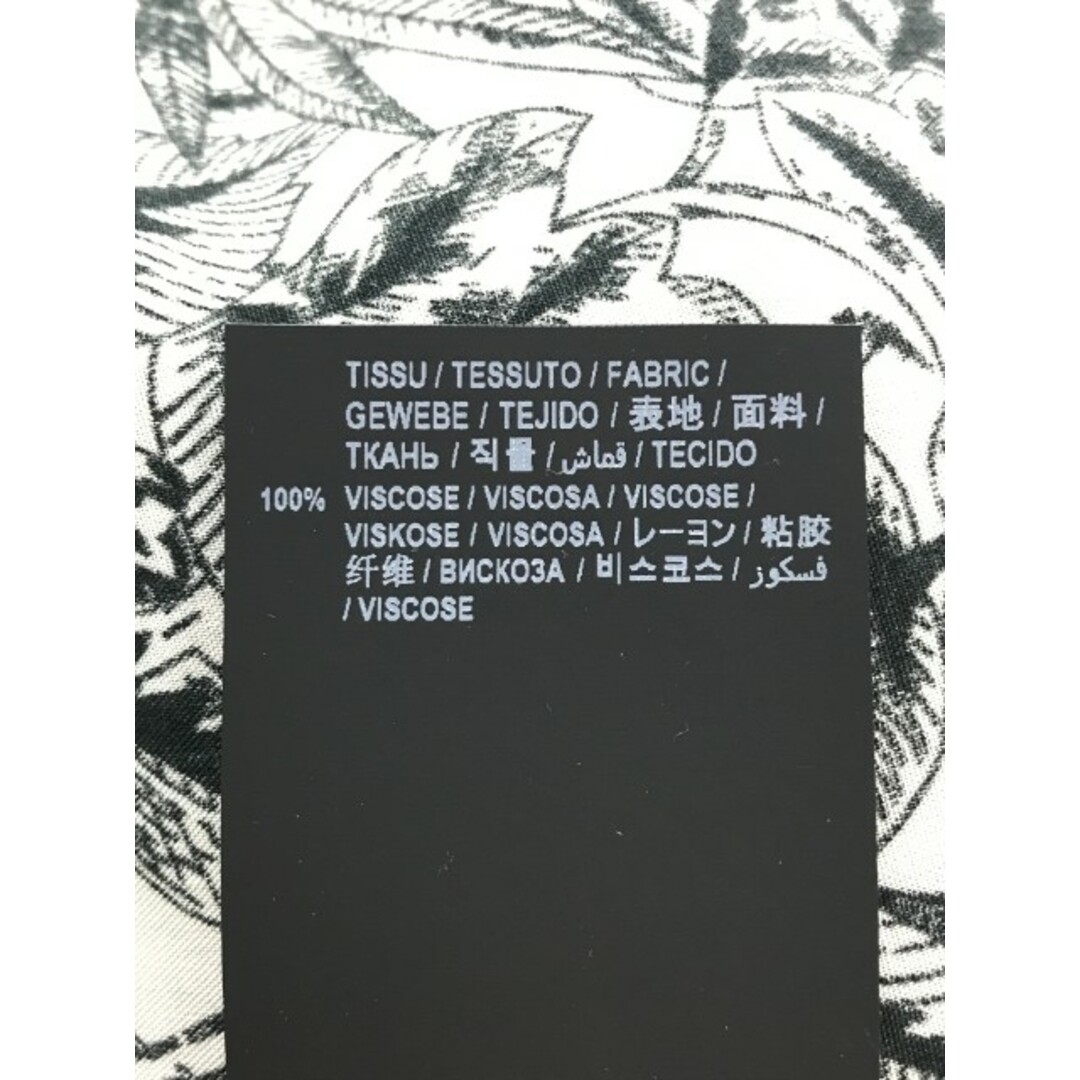 TISSU / TESSUTO / FABRIC /
GEWEBE / TEJIDO / 表地 / 面料 /
ТКАНЬ / 직물 / قماش / TECIDO
100% VISCOSE / VISCOSA / VISCOSE /
VISKOSE / VISCOSA / レーヨン / 粘胶
纤维 / ВИСКОЗА / 비스코스 / فسكوز
/ VISCOSE